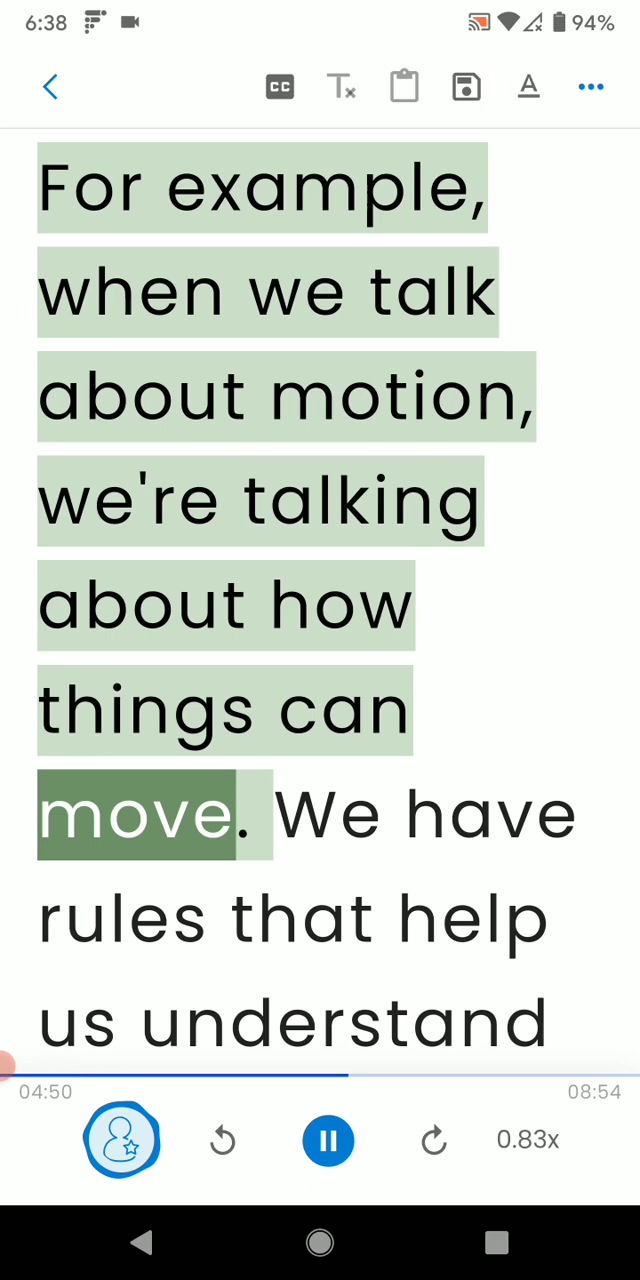 6:38
94%
CC
For example,
when we talk
about motion,
we're talking
about how
things can
move. We have
rules that help
us understand
04:50
08:54
0.83x